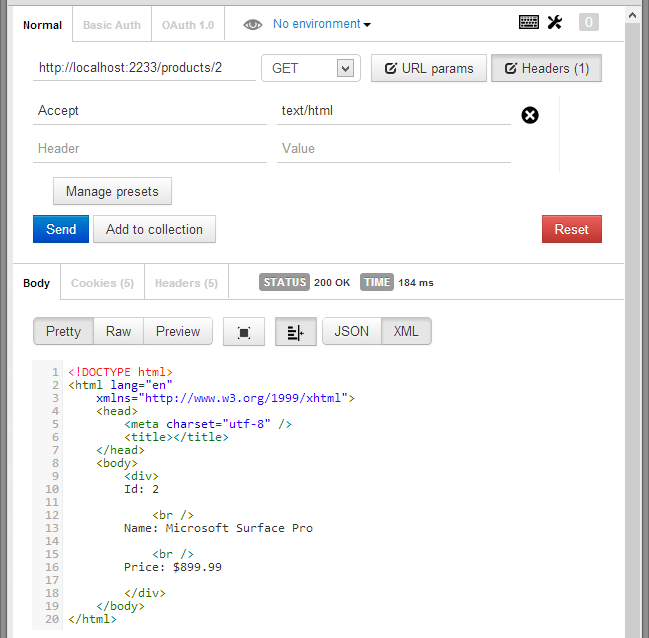 Normal Basic Auth OAuth 1.0 No environment 0
http://localhost:2233/products/2 GET URL params Headers (1)
Accept text/html
Header Value
Manage presets
Send Add to collection Reset
Body Cookies (5) Headers (5) STATUS 200 OK TIME 184 ms
Pretty Raw Preview JSON XML
1 <!DOCTYPE html>
2 <html lang="en"
3 xmlns="http://www.w3.org/1999/xhtml">
4 <head>
5 <meta charset="utf-8" />
6 <title></title>
7 </head>
8 <body>
9 <div>
10 Id: 2
11
12 <br />
13 Name: Microsoft Surface Pro
14
15 <br />
16 Price: $899.99
17
18 </div>
19 </body>
20 </html>